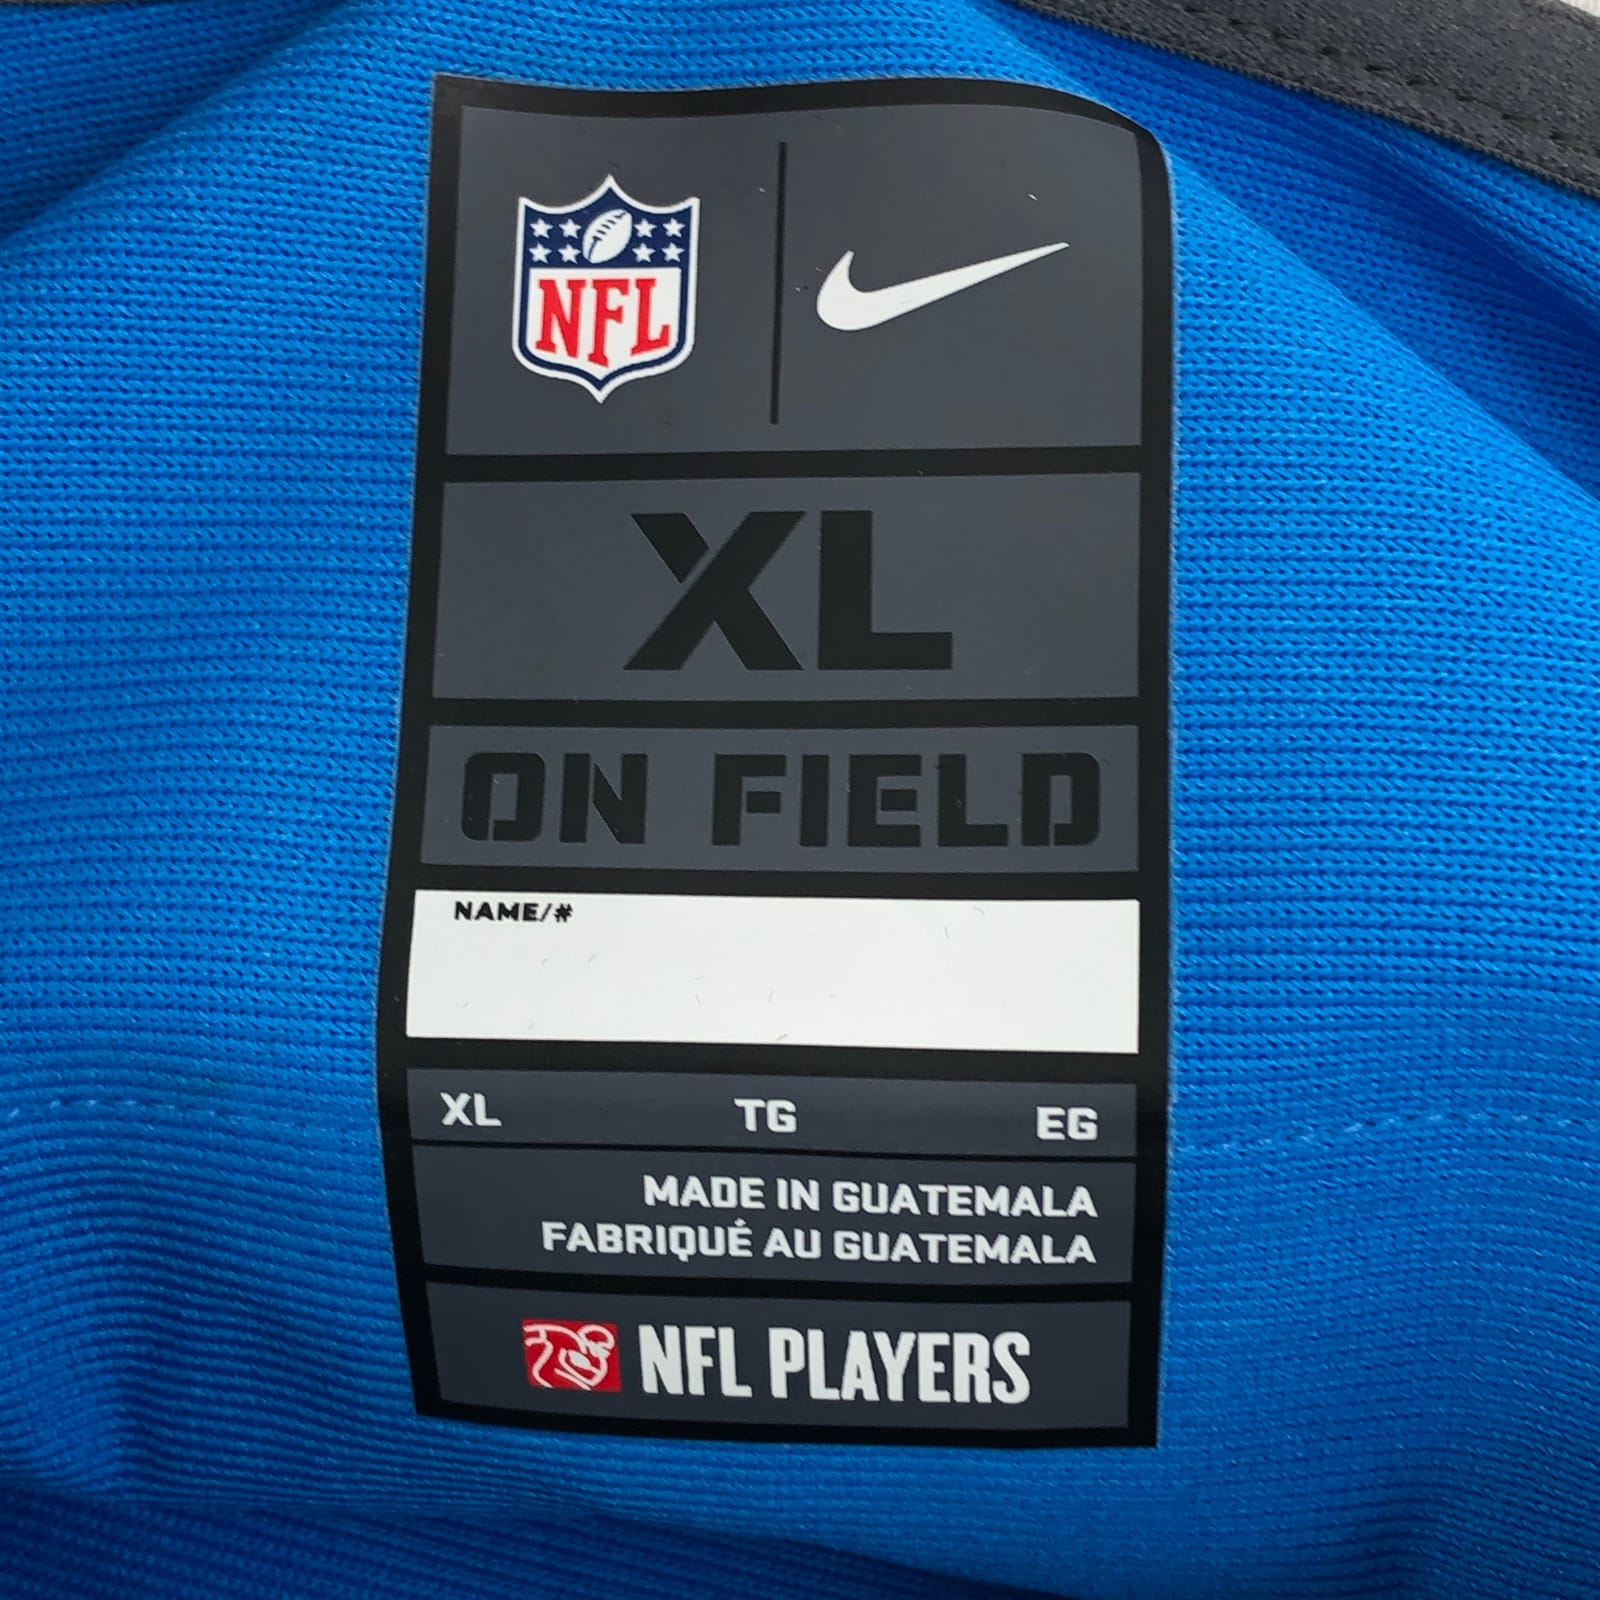 NFL
XL
ON FIELD
NAME/#
XL TG EG
MADE IN GUATEMALA
FABRIQUÉ AU GUATEMALA
NFL PLAYERS